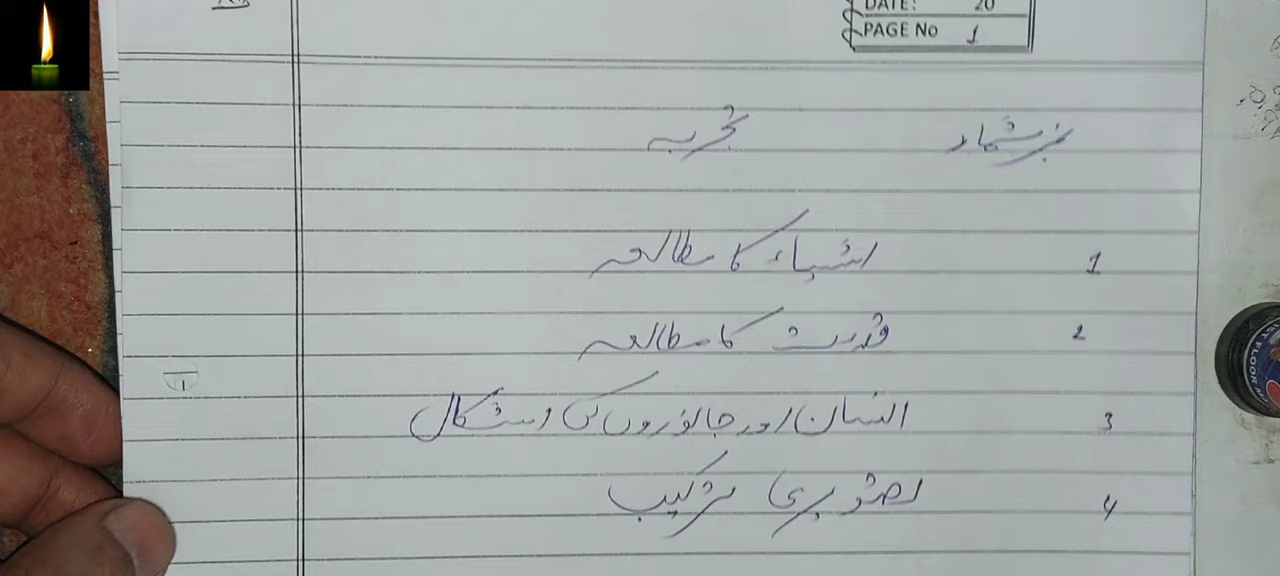 DATE: 20
PAGE No 1
نمبر شمار تجربہ
1 اشیاء کا مطالعہ
2 قدرت کا مطالعہ
3 انسان اور جانوروں کی اشکال
4 تصویری ترکیب